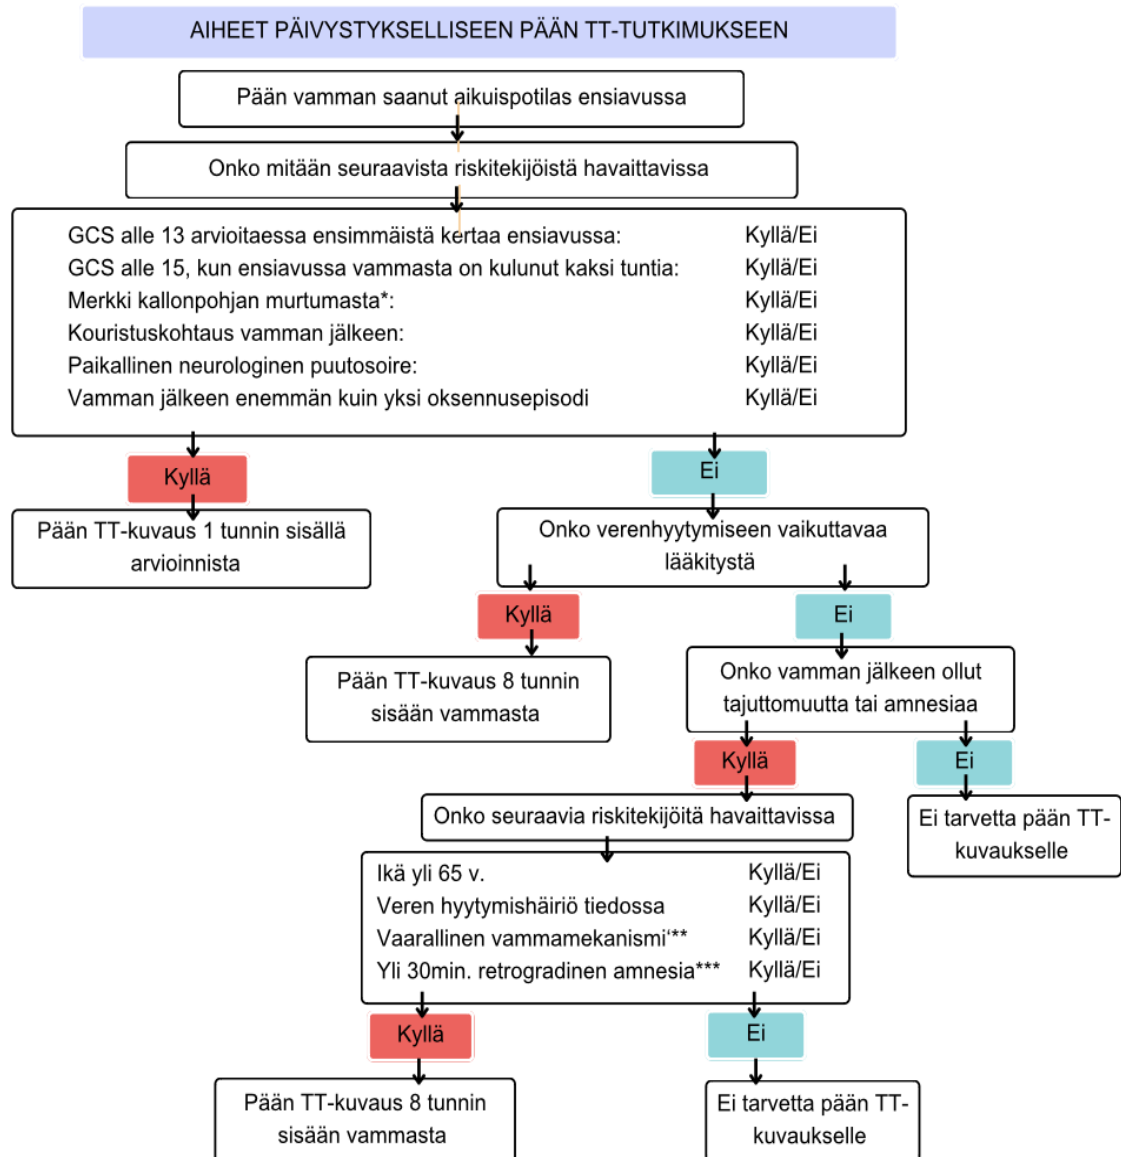 AIHEET PÄIVYSTYKSELLISEEN PÄÄN TT-TUTKIMUKSEEN
Pään vamman saanut aikuispotilas ensiavussa
Onko mitään seuraavista riskitekijöistä havaittavissa
GCS alle 13 arvioitaessa ensimmäistä kertaa ensiavussa: Kyllä/Ei
GCS alle 15, kun ensiavussa vammasta on kulunut kaksi tuntia: Kyllä/Ei
Merkki kallonpohjan murtumasta*: Kyllä/Ei
Kouristuskohtaus vamman jälkeen: Kyllä/Ei
Paikallinen neurologinen puutosoire: Kyllä/Ei
Vamman jälkeen enemmän kuin yksi oksennusepisodi Kyllä/Ei
Kyllä
Ei
Pään TT-kuvaus 1 tunnin sisällä
arvioinnista
Onko verenhyytymiseen vaikuttavaa
lääkitystä
Kyllä
Ei
Pään TT-kuvaus 8 tunnin
sisään vammasta
Onko vamman jälkeen ollut
tajuttomuutta tai amnesiaa
Kyllä
Ei
Onko seuraavia riskitekijöitä havaittavissa
Ei tarvetta pään TT-
kuvaukselle
Ikä yli 65 v. Kyllä/Ei
Veren hyytymishäiriö tiedossa Kyllä/Ei
Vaarallinen vammamekanismi'** Kyllä/Ei
Yli 30min. retrogradinen amnesia*** Kyllä/Ei
Kyllä
Ei
Pään TT-kuvaus 8 tunnin
sisään vammasta
Ei tarvetta pään TT-
kuvaukselle